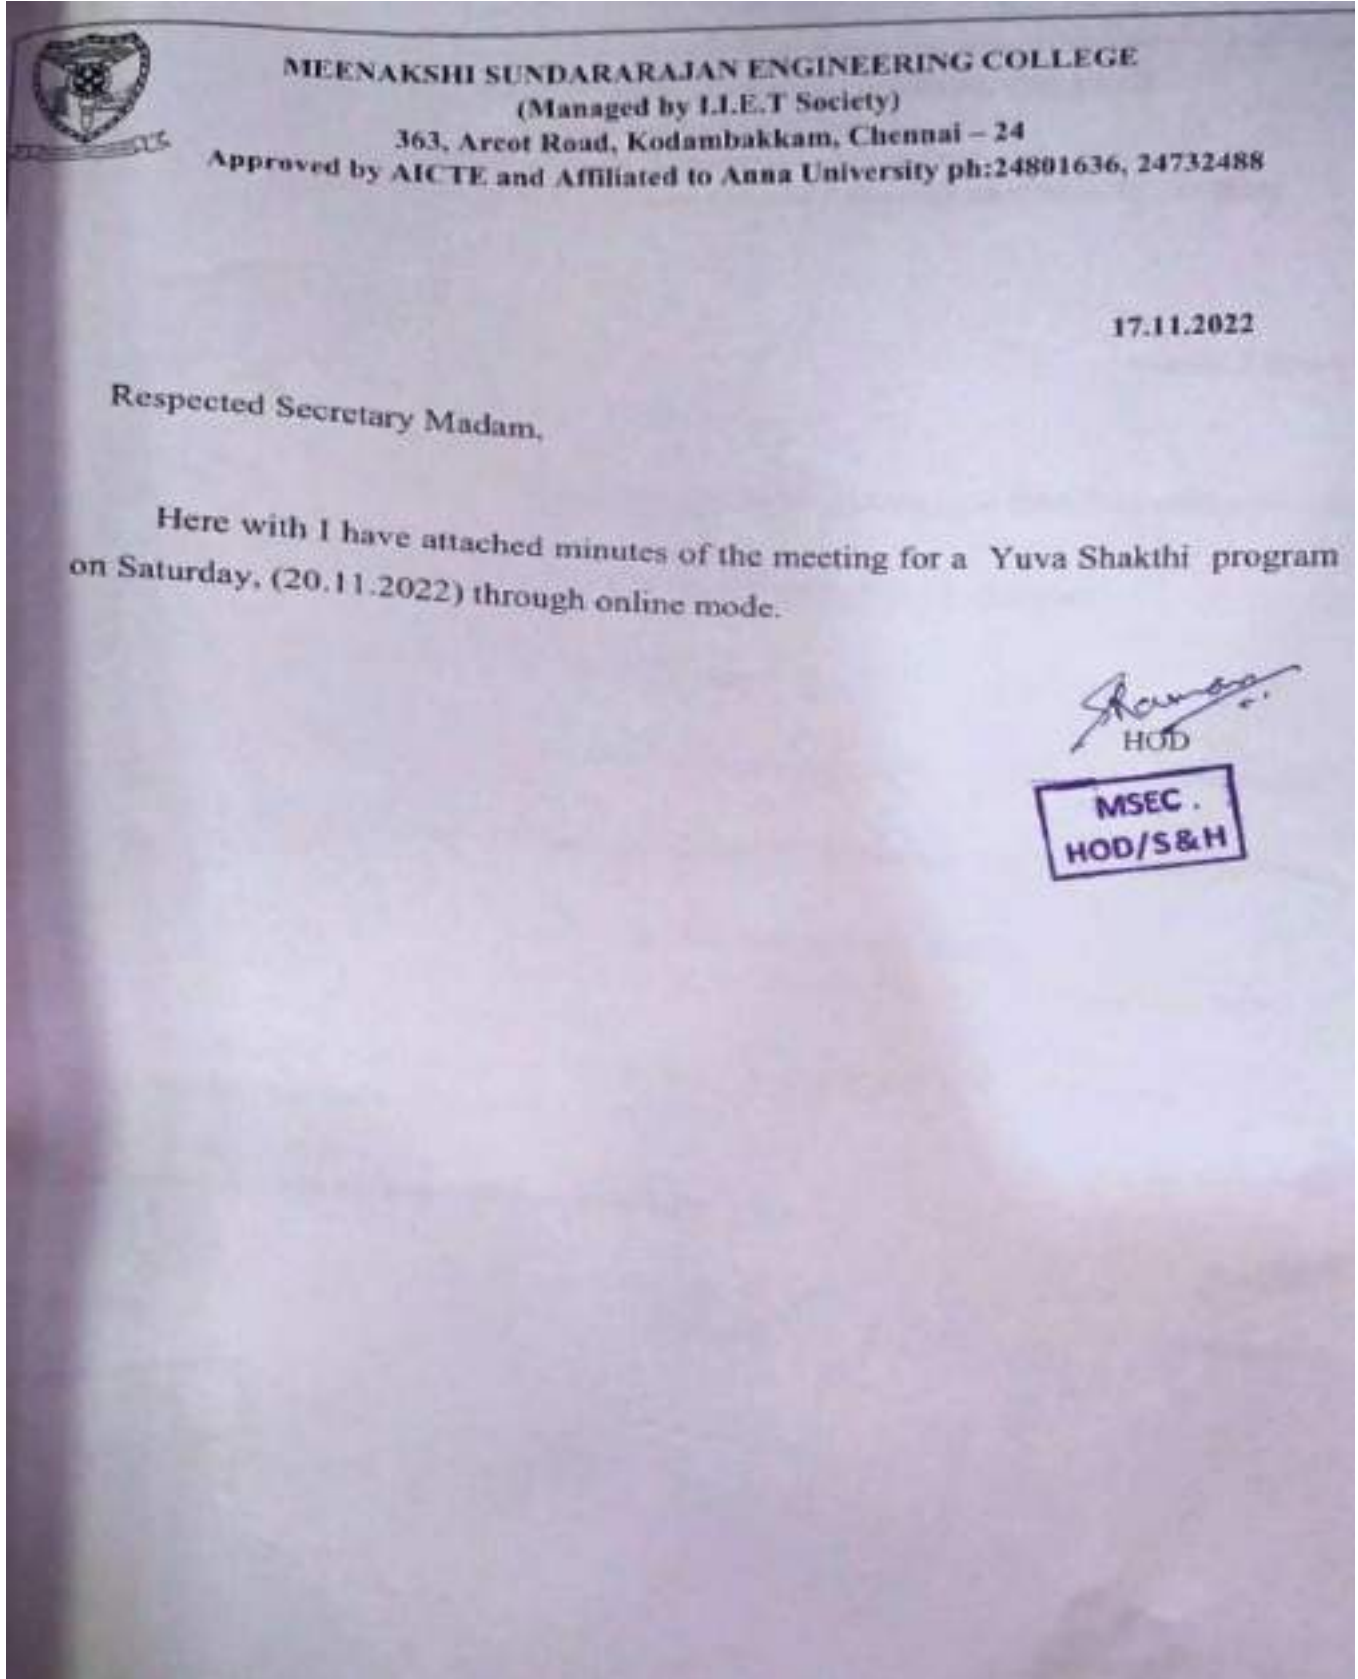 MEENAKSHI SUNDARARAJAN ENGINEERING COLLEGE
(Managed by I.I.E.T Society)
363, Arcot Road, Kodambakkam, Chennai – 24
Approved by AICTE and Affiliated to Anna University ph:24801636, 24732488
17.11.2022
Respected Secretary Madam,
Here with I have attached minutes of the meeting for a Yuva Shakthi program
on Saturday, (20.11.2022) through online mode.
HOD
MSEC .
HOD/S&H